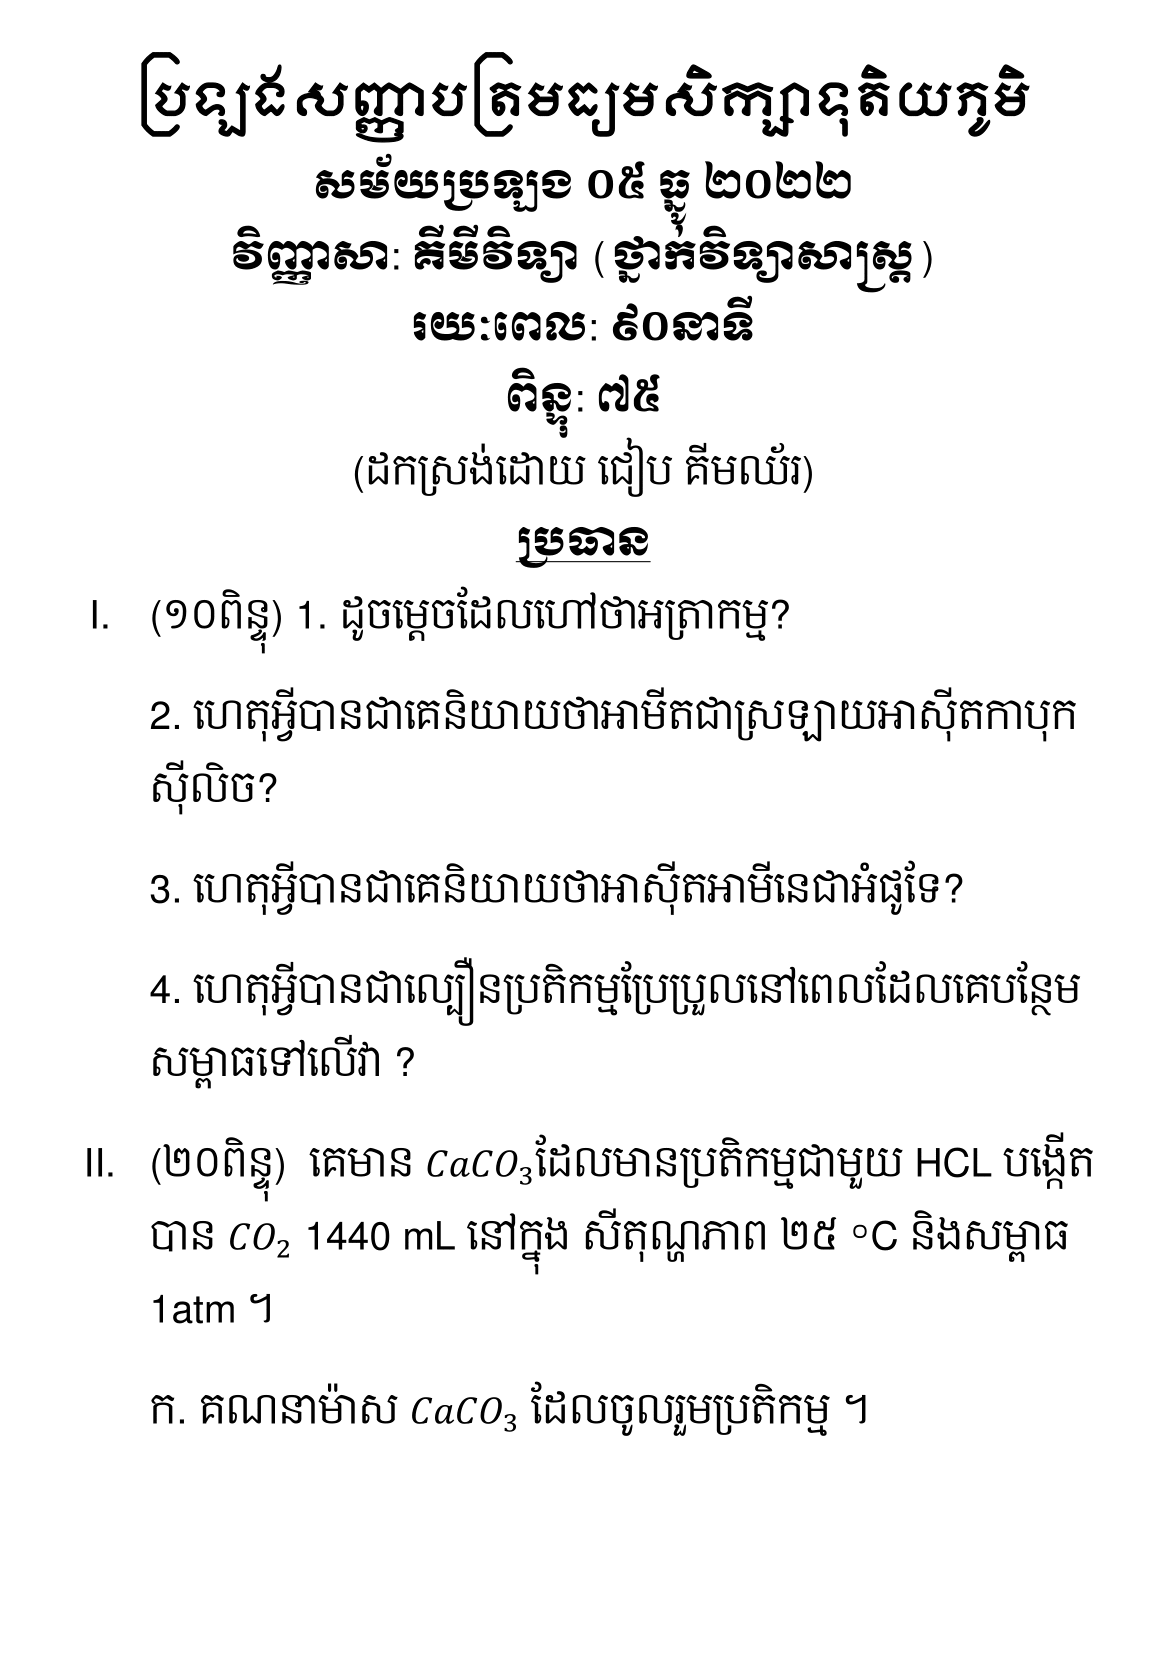 ប្រឡងសញ្ញាបត្រមធ្យមសិក្សាទុតិយភូមិ
សម័យប្រឡង ០៥ ធ្នូ ២០២២
វិញ្ញាសា: គីមីវិទ្យា ( ថ្នាក់វិទ្យាសាស្ត្រ )
រយៈពេល: ៩០នាទី
ពិន្ទុ: ៧៥
(ដកស្រង់ដោយ ជៀប គីមឈ័រ)
ប្រធាន
I. (១០ពិន្ទុ) 1. ដូចម្ដេចដែលហៅថាអត្រាកម្ម?
2. ហេតុអ្វីបានជាគេនិយាយថាអាមីតជាស្រឡាយអាស៊ីតកាបុក
ស៊ីលិច?
3. ហេតុអ្វីបានជាគេនិយាយថាអាស៊ីតអាមីនេជាអំផូទែ?
4. ហេតុអ្វីបានជាល្បឿនប្រតិកម្មប្រែប្រួលនៅពេលដែលគេបន្ថែម
សម្ពាធទៅលើវា ?
II. (២០ពិន្ទុ) គេមាន CaCO₃ដែលមានប្រតិកម្មជាមួយ HCL បង្កើត
បាន CO₂ 1440 mL នៅក្នុង សីតុណ្ហភាព ២៥ °C និងសម្ពាធ
1atm ។
ក. គណនាម៉ាស CaCO₃ ដែលចូលរួមប្រតិកម្ម ។